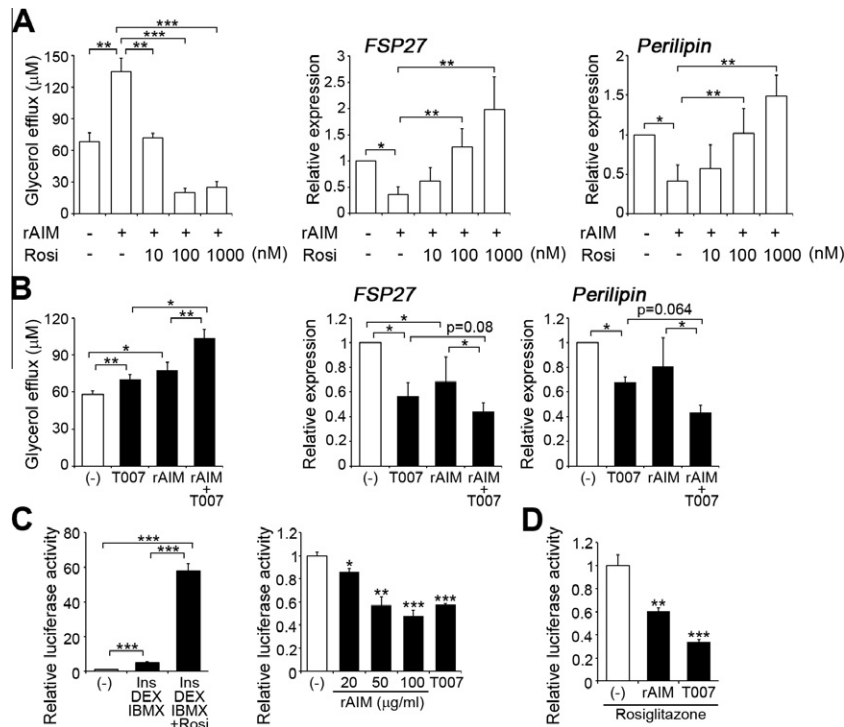 A
Glycerol efflux (μM)
150
120
90
60
30
0
** ** *** ***
rAIM - + + + +
Rosi - - 10 100 1000 (nM)
FSP27
Relative expression
3
2.5
2
1.5
1
0.5
0
* ** **
rAIM - + + + +
Rosi - - 10 100 1000 (nM)
Perilipin
Relative expression
2
1.5
1
0.5
0
* ** **
rAIM - + + + +
Rosi - - 10 100 1000 (nM)
B
Glycerol efflux (μM)
120
90
60
30
0
** * ** *
(-) T007 rAIM rAIM
+
T007
FSP27
Relative expression
1.2
1
0.8
0.6
0.4
0.2
0
* * p=0.08 *
(-) T007 rAIM rAIM
+
T007
Perilipin
Relative expression
1.2
1
0.8
0.6
0.4
0.2
0
* p=0.064 *
(-) T007 rAIM rAIM
+
T007
C
Relative luciferase activity
80
60
40
20
0
*** *** ***
(-) Ins Ins
DEX DEX
IBMX IBMX
+Rosi
Relative luciferase activity
1.2
1
0.8
0.6
0.4
0.2
0
* ** *** ***
(-) 20 50 100 T007
rAIM (μg/ml)
D
Relative luciferase activity
1.2
1
0.8
0.6
0.4
0.2
0
** ***
(-) rAIM T007
Rosiglitazone